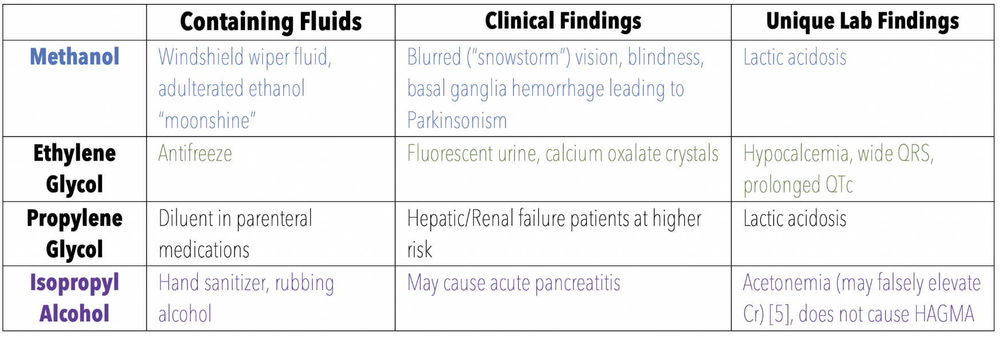 Containing Fluids Clinical Findings Unique Lab Findings
Methanol Windshield wiper fluid, Blurred (“snowstorm”) vision, blindness, Lactic acidosis
adulterated ethanol basal ganglia hemorrhage leading to
“moonshine” Parkinsonism
Ethylene Antifreeze Fluorescent urine, calcium oxalate crystals Hypocalcemia, wide QRS,
Glycol prolonged QTc
Propylene Diluent in parenteral Hepatic/Renal failure patients at higher Lactic acidosis
Glycol medications risk
Isopropyl Hand sanitizer, rubbing May cause acute pancreatitis Acetonemia (may falsely elevate
Alcohol alcohol Cr) [5], does not cause HAGMA